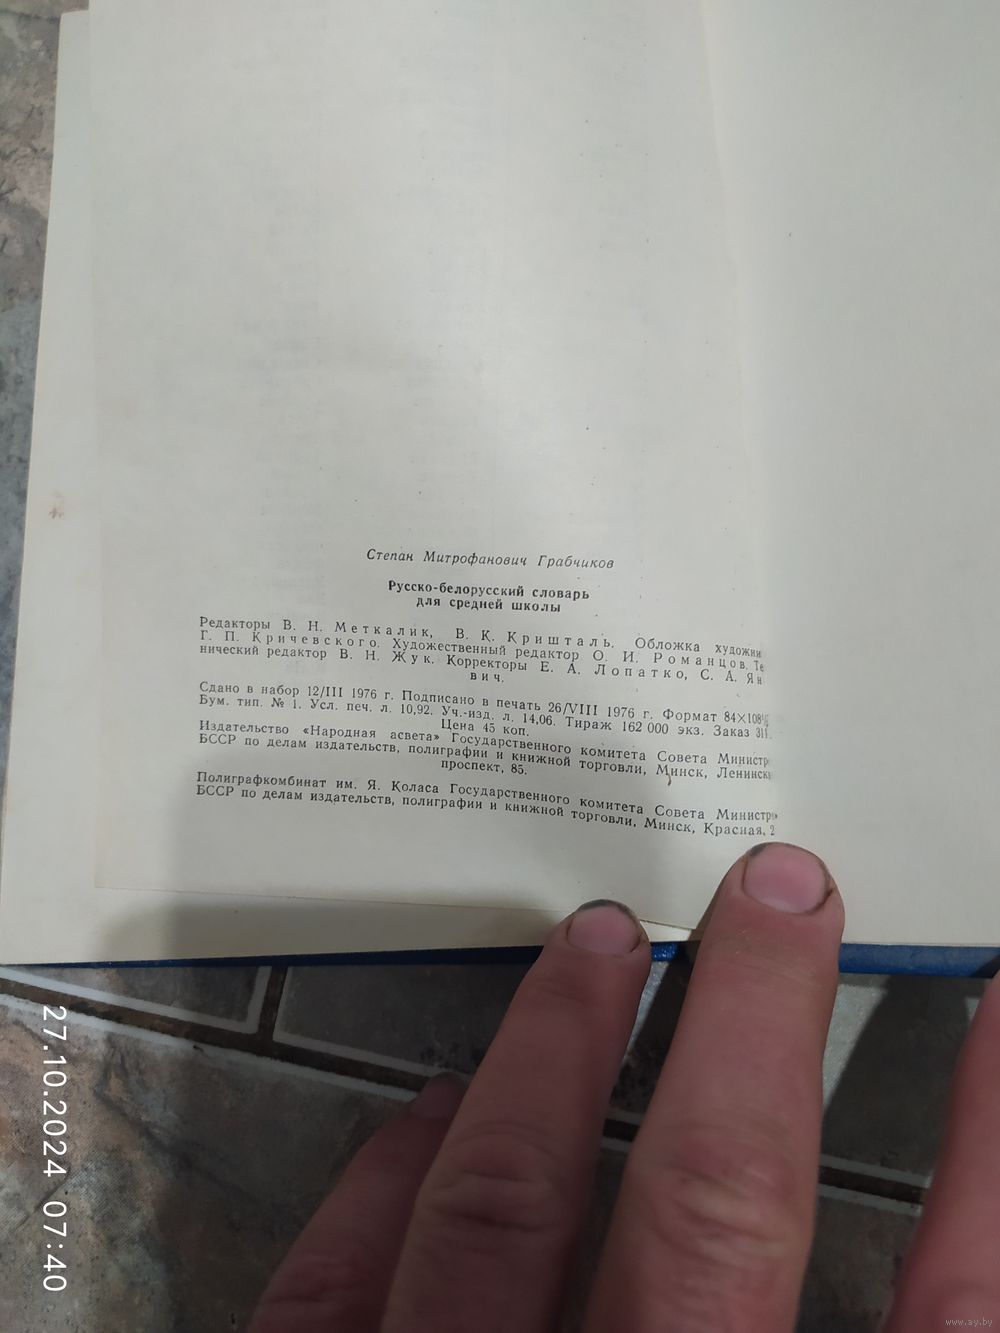 Степан Митрофанович Грабчиков
Русско-белорусский словарь
для средней школы
Редакторы В. Н. Меткалик, В. К. Кришталь. Обложка художни
Г. П. Кричевского. Художественный редактор О. И. Романцов. Те
нический редактор В. Н. Жук. Корректоры Е. А. Лопатко, С. А. Ян
вич.
Сдано в набор 12/III 1976 г. Подписано в печать 26/VIII 1976 г. Формат 84×108
Бум. тип. № 1. Усл. печ. л. 10,92. Уч.-изд. л. 14,06. Тираж 162 000 экз. Заказ 311.
Цена 45 коп.
Издательство «Народная асвета» Государственного комитета Совета Министр
БССР по делам издательств, полиграфии и книжной торговли, Минск, Ленински
проспект, 85.
Полиграфкомбинат им. Я. Коласа Государственного комитета Совета Министр
БССР по делам издательств, полиграфии и книжной торговли, Минск, Красная, 2
27.10.2024 07:40
www.ay.by